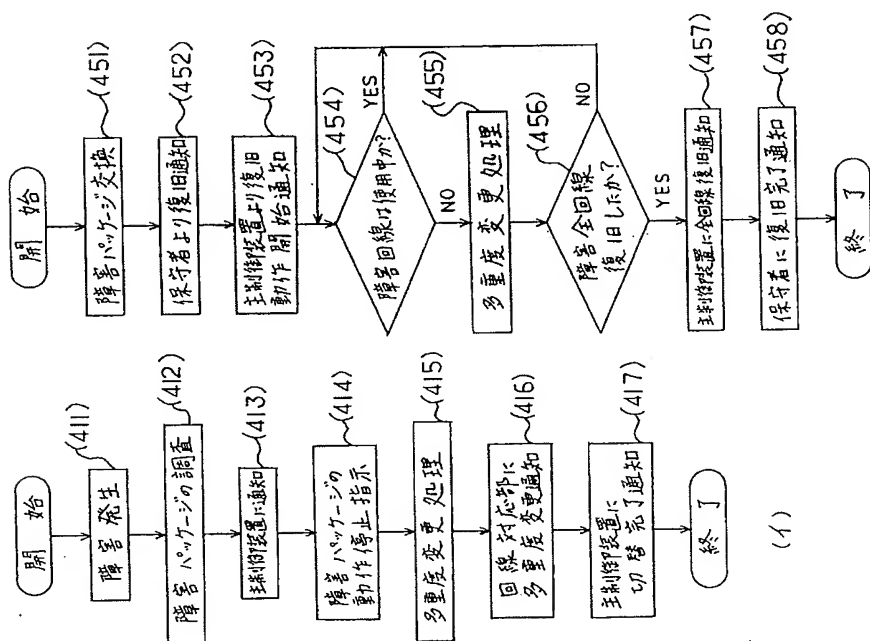 開始
障害発生
(411)
障害パッケージの調査
(412)
主制御装置に通知
(413)
障害パッケージの
動作停止指示
(414)
多重度変更処理
(415)
回線対応部に
多重度変更通知
(416)
主制御装置に
切替完了通知
(417)
終了
(イ)
開始
障害パッケージ交換
(451)
保守者より復旧通知
(452)
主制御装置より復旧
動作開始通知
(453)
障害回線は使用中か?
(454)
YES
NO
多重度変更処理
(455)
障害全回線
復旧したか?
(456)
NO
YES
主制御装置に全回線復旧通知
(457)
保守者に復旧完了通知
(458)
終了